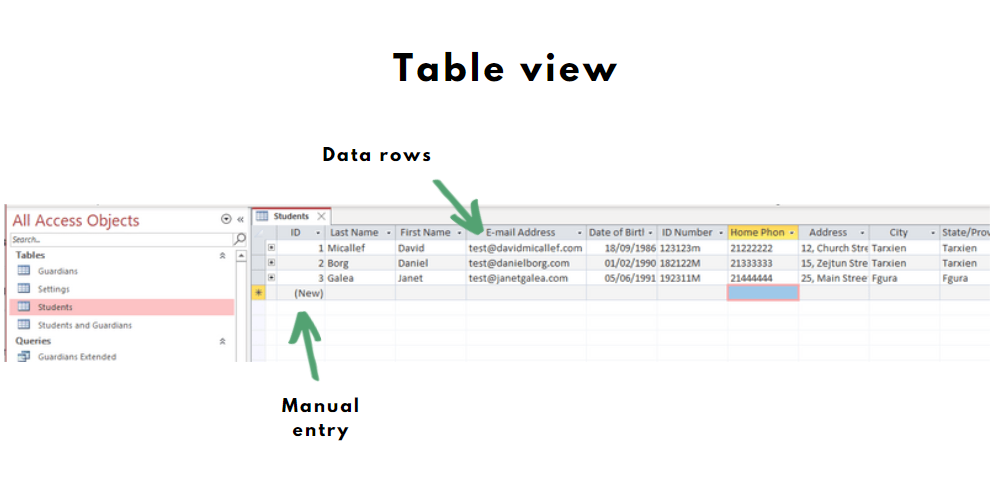 Table view
Data rows
All Access Objects
Search..
Tables
Guardians
Settings
Students
Students and Guardians
Queries
Guardians Extended
Students
ID Last Name First Name E-mail Address Date of Birtl ID Number Home Phon Address City State/Prov
1 Micallef David test@davidmicallef.com 18/09/1986 123123m 21222222 12, Church Stre Tarxien Tarxien
2 Borg Daniel test@danielborg.com 01/02/1990 182122M 21333333 15, Zejtun Stre Tarxien Tarxien
3 Galea Janet test@janetgalea.com 05/06/1991 192311M 21444444 25, Main Stree Fgura Fgura
(New)
Manual
entry